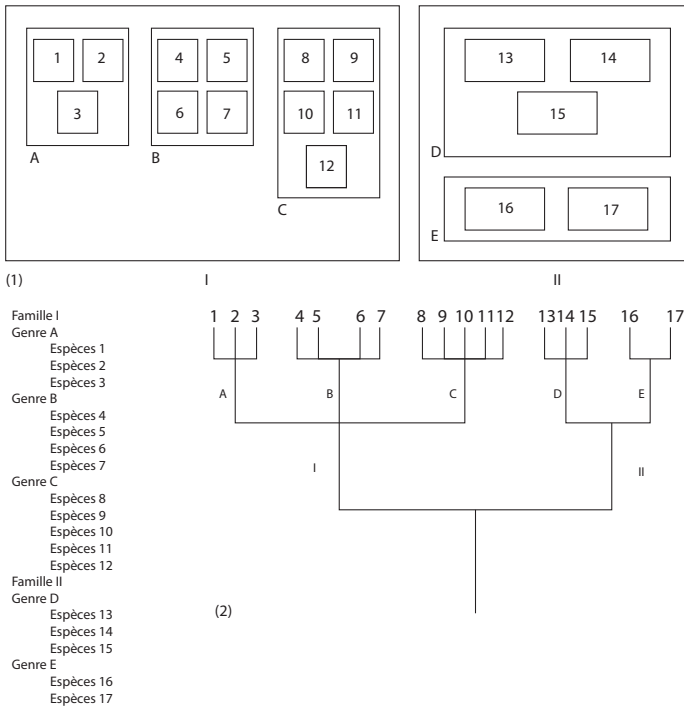 1 2 4 5 8 9 13 14
3 6 7 10 11 15
12
A B C D
16 17
E
(1) I II
Famille I
Genre A
Espèces 1
Espèces 2
Espèces 3
Genre B
Espèces 4
Espèces 5
Espèces 6
Espèces 7
Genre C
Espèces 8
Espèces 9
Espèces 10
Espèces 11
Espèces 12
Famille II
Genre D
Espèces 13
Espèces 14
Espèces 15
Genre E
Espèces 16
Espèces 17
1 2 3 4 5 6 7 8 9 10 11 12 13 14 15 16 17
A B C D E
I II
(2)